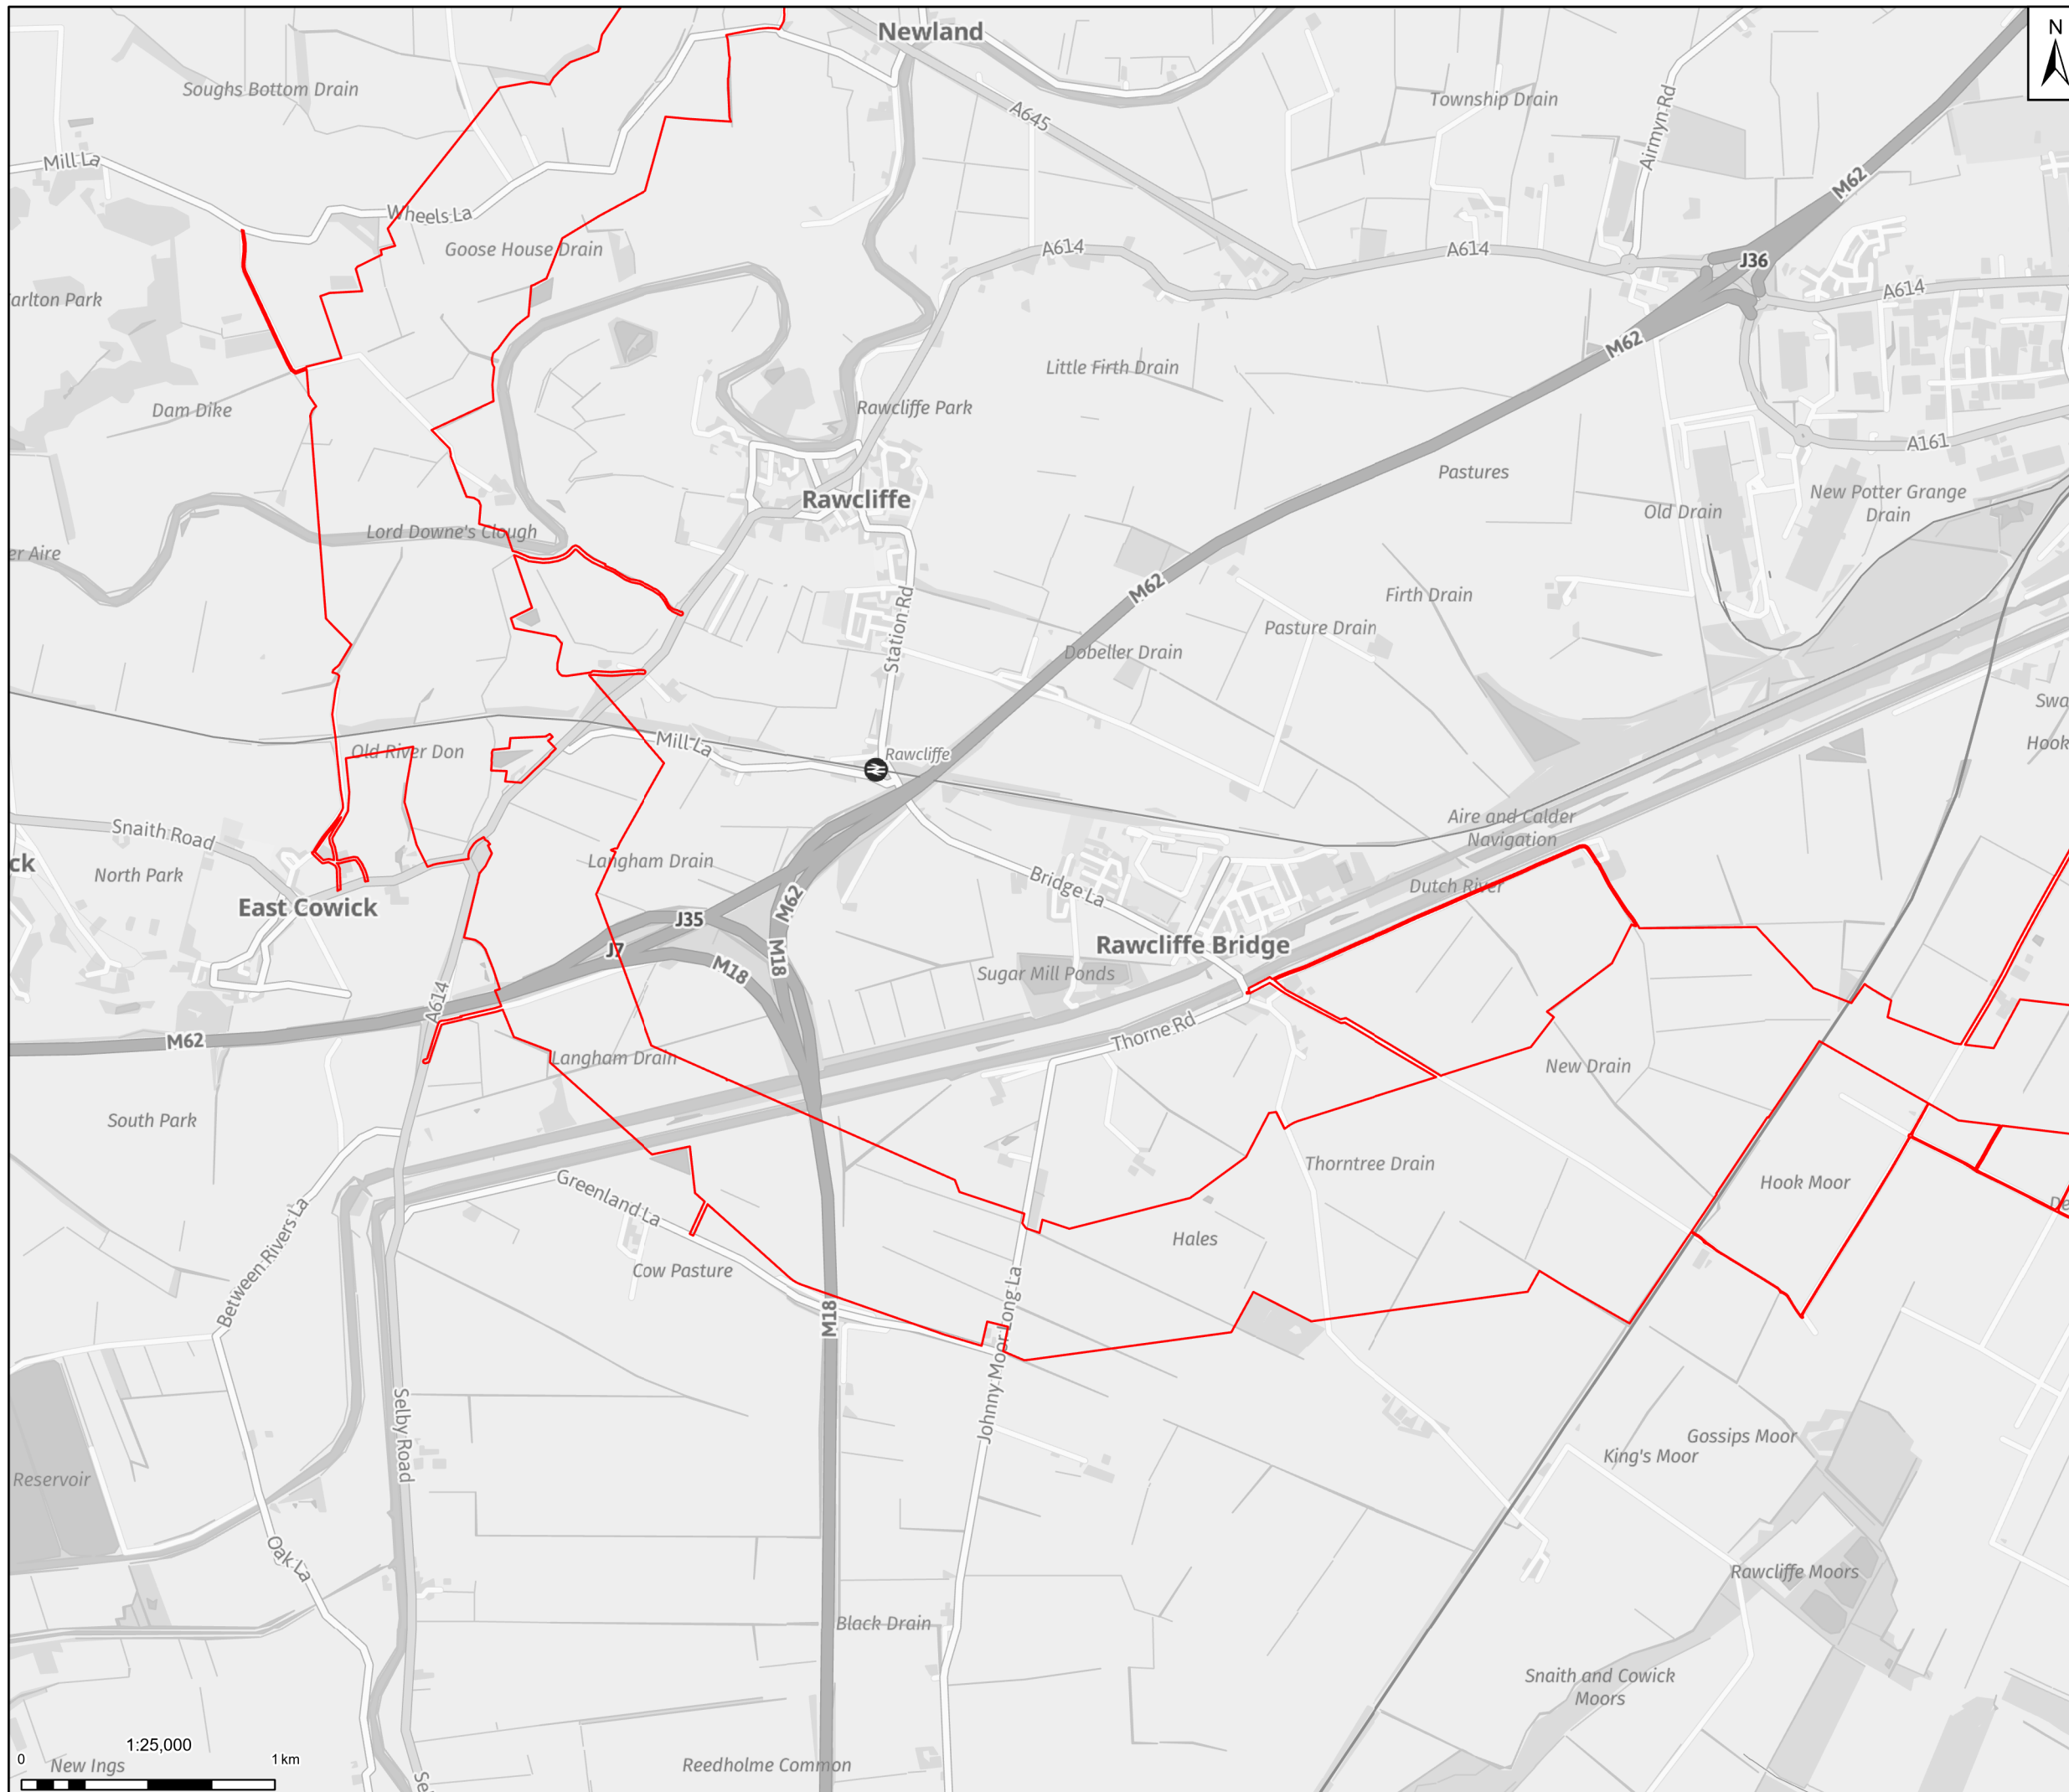 Newland
N
Soughs Bottom Drain
Township Drain
A645
Airmyn Rd
Mill La
M62
Wheels La
Goose House Drain
A614
A614
J36
A614
arlton Park
M62
Little Firth Drain
Dam Dike
Rawcliffe Park
A161
Pastures
Rawcliffe
New Potter Grange
Drain
Old Drain
Lord Downe's Clough
er Aire
M62
Firth Drain
Station Rd
Pasture Drain
Dobeller Drain
Swa
Mill La
Old River Don
Rawcliffe
Hook
Snaith Road
Aire and Calder
Navigation
ck
North Park
Langham Drain
Bridge La
Dutch River
East Cowick
M62
J35
J7
M18
M18
Rawcliffe Bridge
Sugar Mill Ponds
A614
M62
Thorne Rd
Langham Drain
New Drain
South Park
Thorntree Drain
Hook Moor
Greenland La
De
Between Rivers La
Hales
Cow Pasture
M18
Johnny Moor Long La
Selby Road
Gossips Moor
King's Moor
Reservoir
Oak La
Rawcliffe Moors
Black Drain
Snaith and Cowick
Moors
1:25,000
0
1 km
New Ings
Reedholme Common
Se